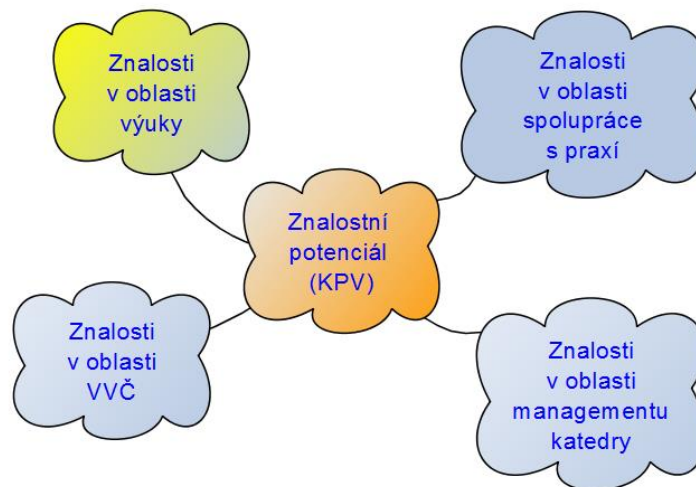 Znalosti
v oblasti
výuky
Znalosti
v oblasti
spolupráce
s praxí
Znalostní
potenciál
(KPV)
Znalosti
v oblasti
VVČ
Znalosti
v oblasti
managementu
katedry